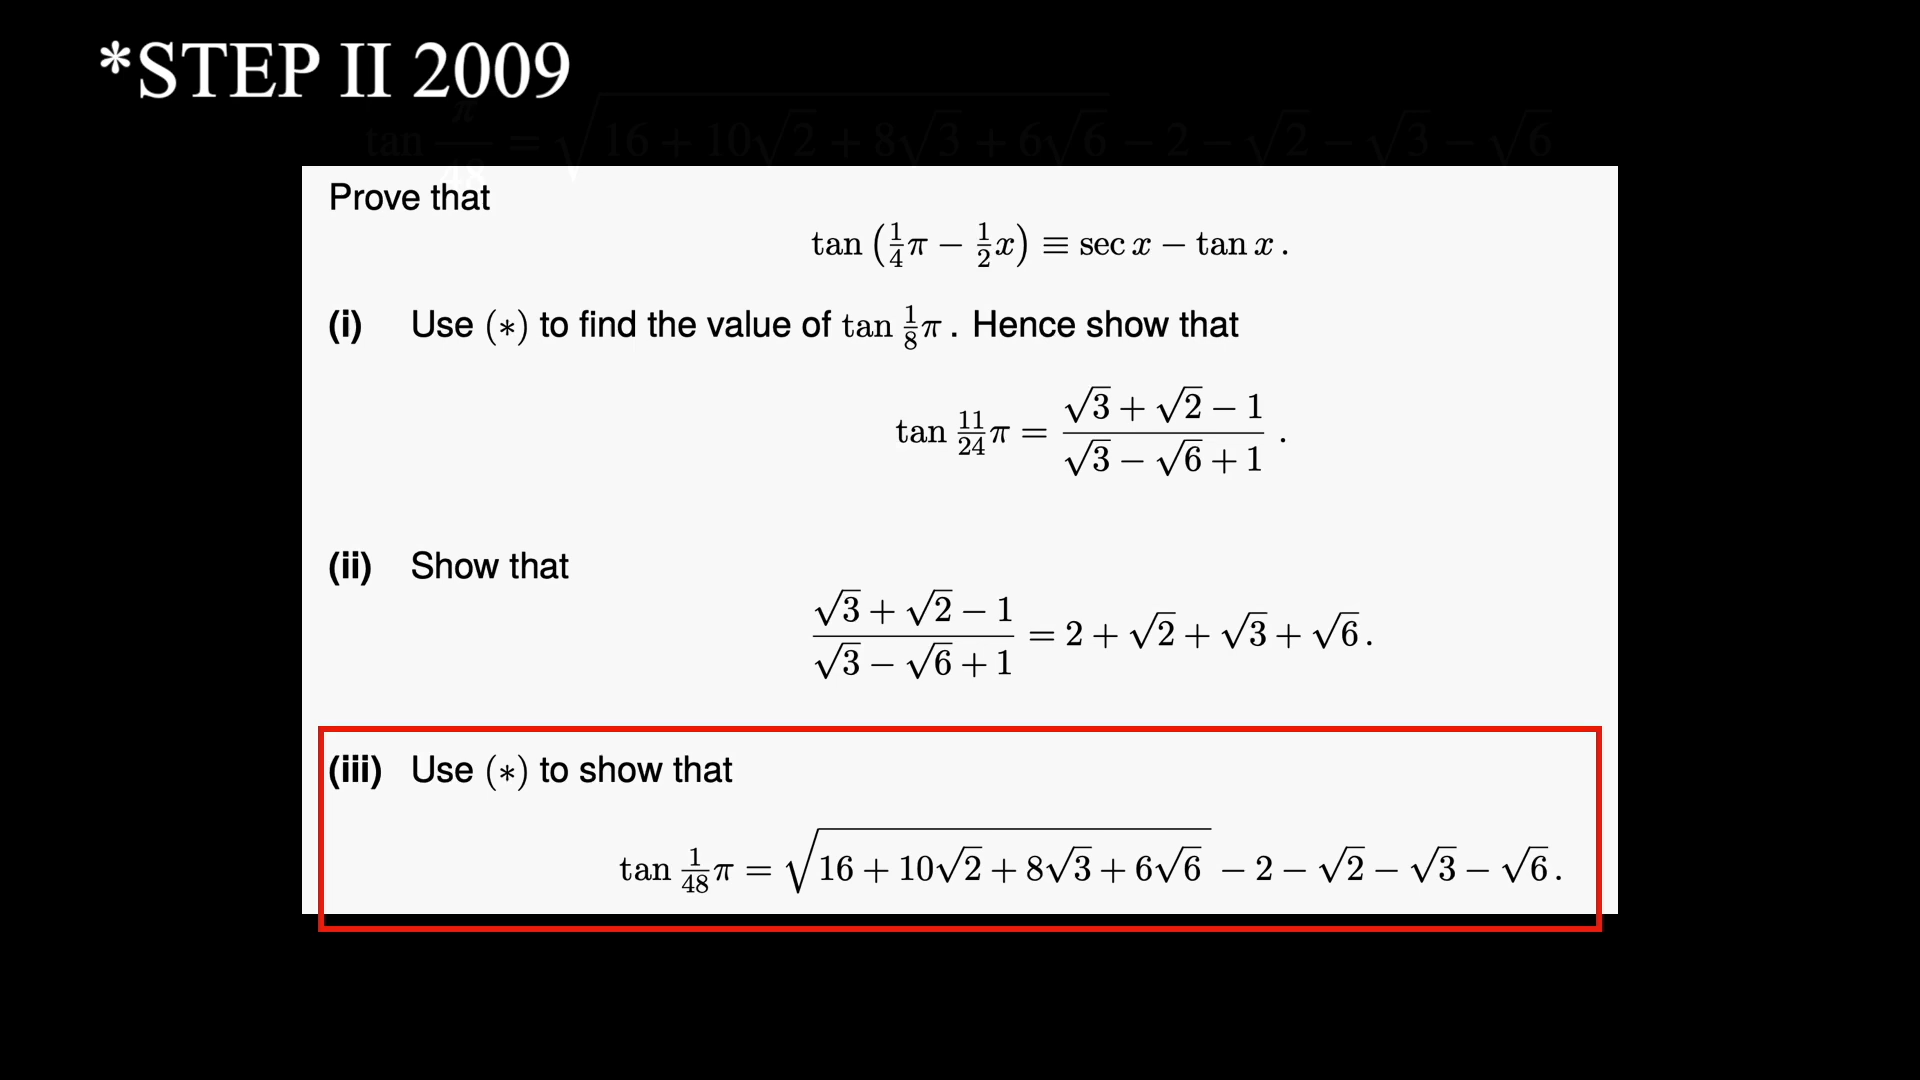 *STEP II 2009
tan π/48 = √(16 + 10√2 + 8√3 + 6√6) − 2 − √2 − √3 − √6
Prove that
tan (¼π − ½x) ≡ sec x − tan x .
(i) Use (∗) to find the value of tan ⅛π . Hence show that
tan 11/24 π = (√3 + √2 − 1)/(√3 − √6 + 1) .
(ii) Show that
(√3 + √2 − 1)/(√3 − √6 + 1) = 2 + √2 + √3 + √6 .
(iii) Use (∗) to show that
tan 1/48 π = √(16 + 10√2 + 8√3 + 6√6) − 2 − √2 − √3 − √6 .